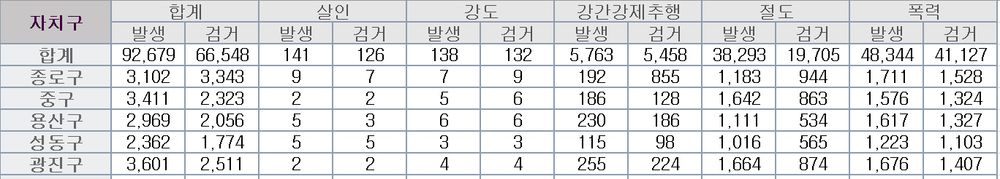 자치구 합계 살인 강도 강간강제추행 절도 폭력
발생 검거 발생 검거 발생 검거 발생 검거 발생 검거 발생 검거
합계 92,679 66,548 141 126 138 132 5,763 5,458 38,293 19,705 48,344 41,127
종로구 3,102 3,343 9 7 7 9 192 855 1,183 944 1,711 1,528
중구 3,411 2,323 2 2 5 6 186 128 1,642 863 1,576 1,324
용산구 2,969 2,056 5 3 6 6 230 186 1,111 534 1,617 1,327
성동구 2,362 1,774 5 5 3 3 115 98 1,016 565 1,223 1,103
광진구 3,601 2,511 2 2 4 4 255 224 1,664 874 1,676 1,407